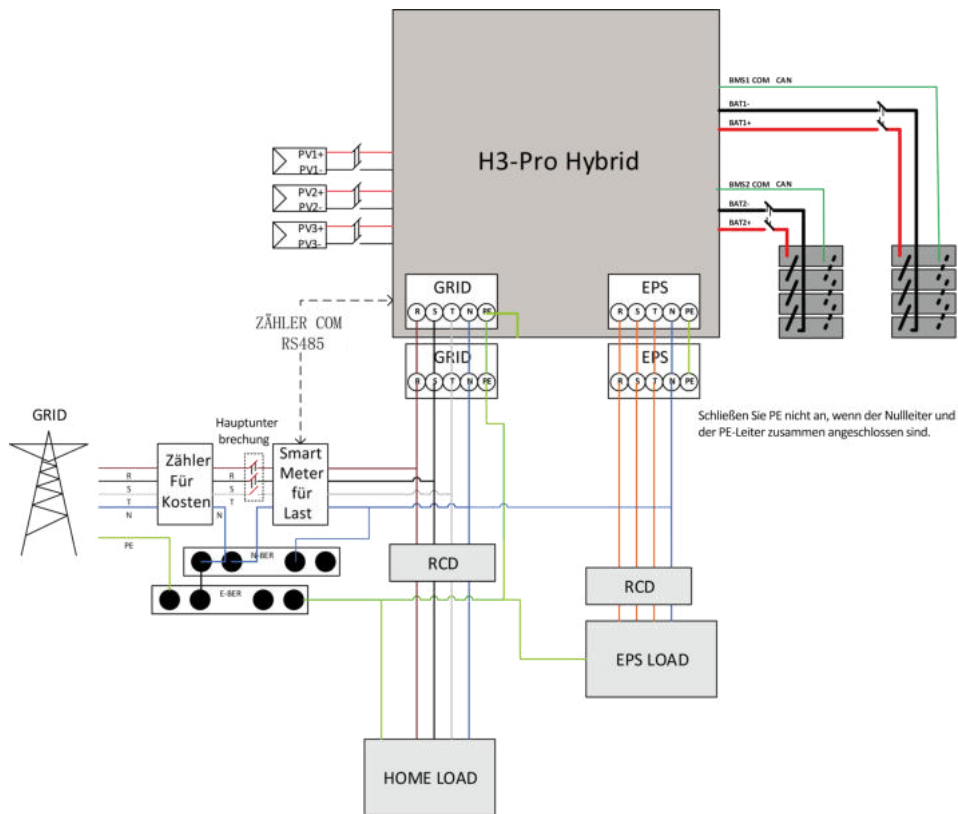 H3-Pro Hybrid
BMS1 COM CAN
BAT1-
BAT1+
BMS2 COM CAN
BAT2-
BAT2+
PV1+
PV1-
PV2+
PV2-
PV3+
PV3-
GRID
R S T N PE
EPS
R S T N PE
GRID
R S T N PE
EPS
R S T N PE
ZÄHLER COM
RS485
Schließen Sie PE nicht an, wenn der Nullleiter und
der PE-Leiter zusammen angeschlossen sind.
GRID
R
S
T
N
PE
Zähler
Für
Kosten
R
S
T
N
Hauptunter
brechung
Smart
Meter
für
Last
N-BER
E-BER
RCD
RCD
EPS LOAD
HOME LOAD